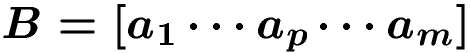 B = [a₁ ⋯ aₚ ⋯ aₘ]